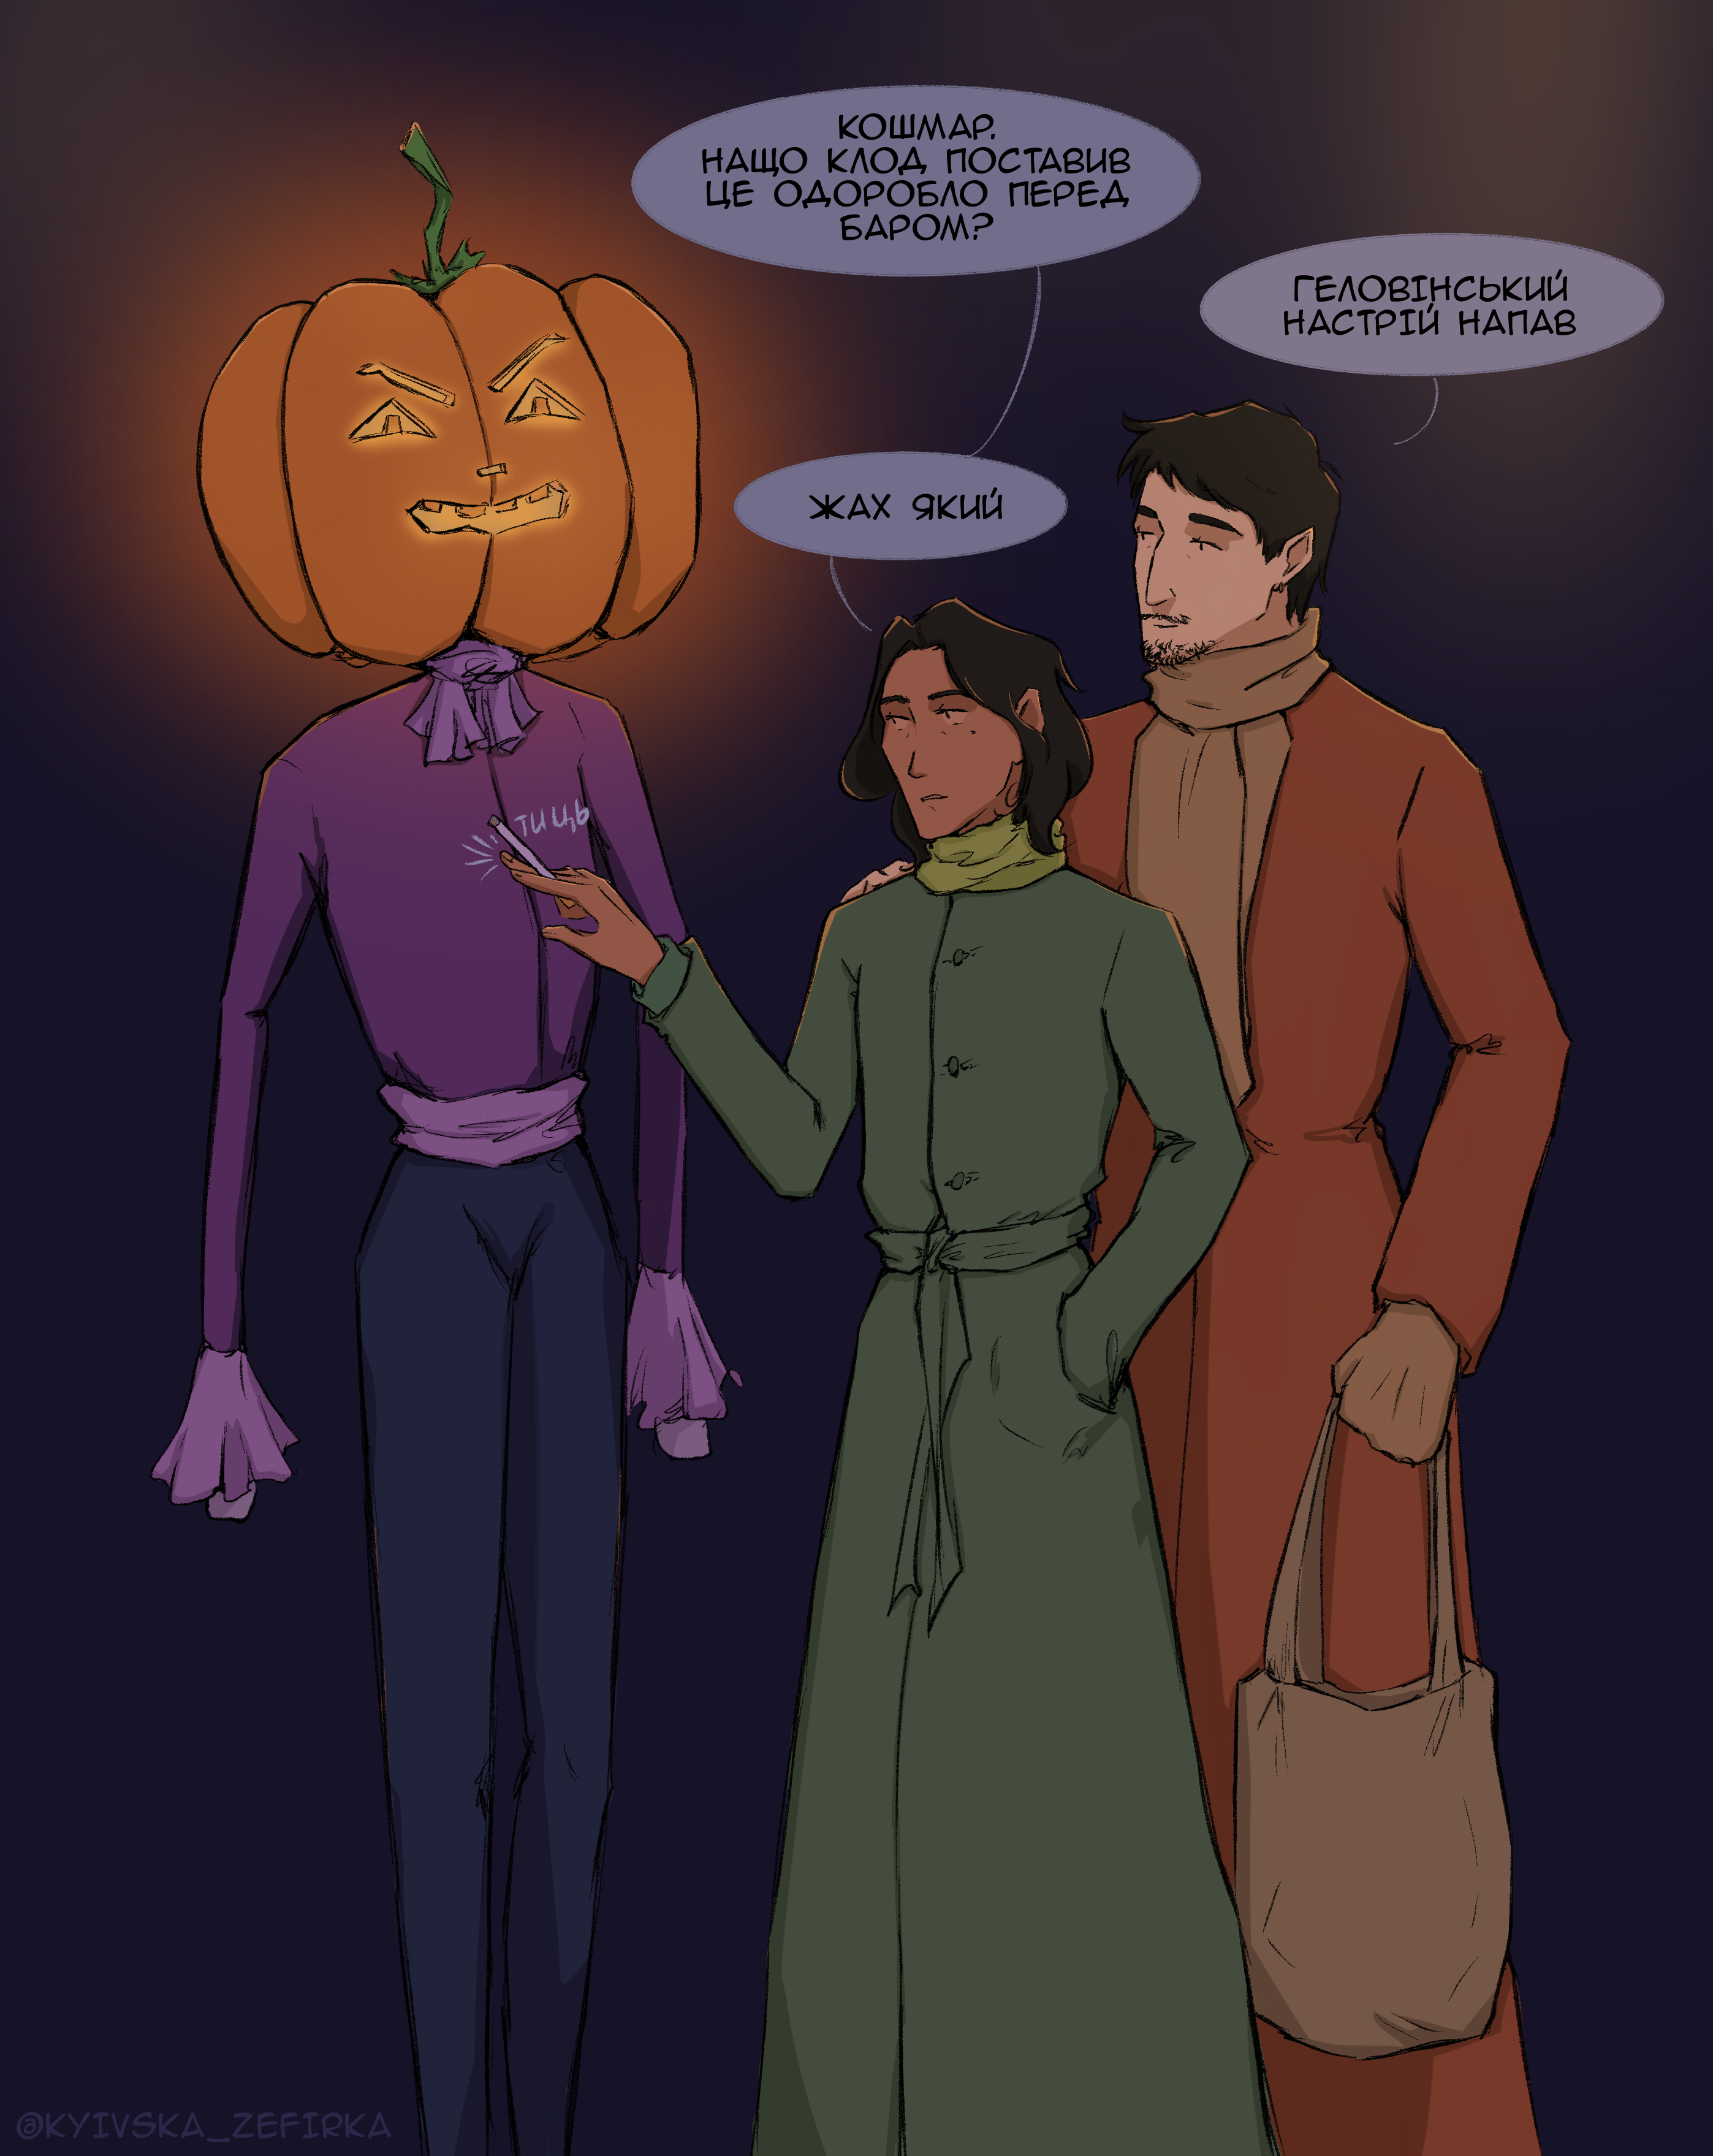 КОШМАР.
НАЩО КЛОД ПОСТАВИВ
ЦЕ ОДОРОБЛО ПЕРЕД
БАРОМ?
ГЕЛОВІНСЬКИЙ
НАСТРІЙ НАПАВ
ЖАХ ЯКИЙ
ТИЦЬ
@KYIVSKA_ZEFIRKA